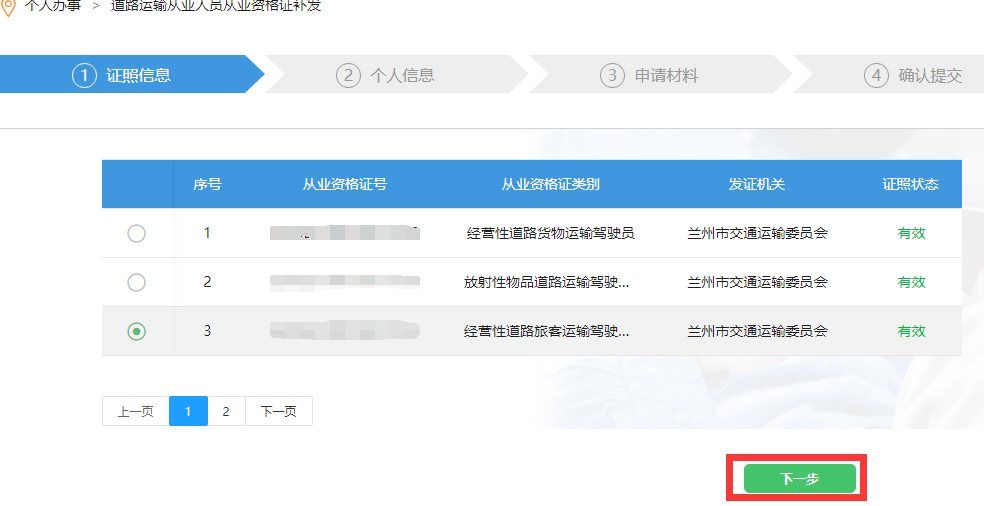 个人办事 > 道路运输从业人员从业资格证补发
1 证照信息 2 个人信息 3 申请材料 4 确认提交
序号 从业资格证号 从业资格证类别 发证机关 证照状态
1 经营性道路货物运输驾驶员 兰州市交通运输委员会 有效
2 放射性物品道路运输驾驶... 兰州市交通运输委员会 有效
3 经营性道路旅客运输驾驶... 兰州市交通运输委员会 有效
上一页 1 2 下一页
下一步